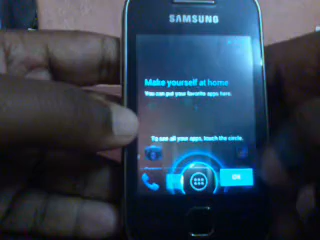 SAMSUNG
Make yourself at home
You can put your favorite apps here.
To see all your apps, touch the circle.
OK